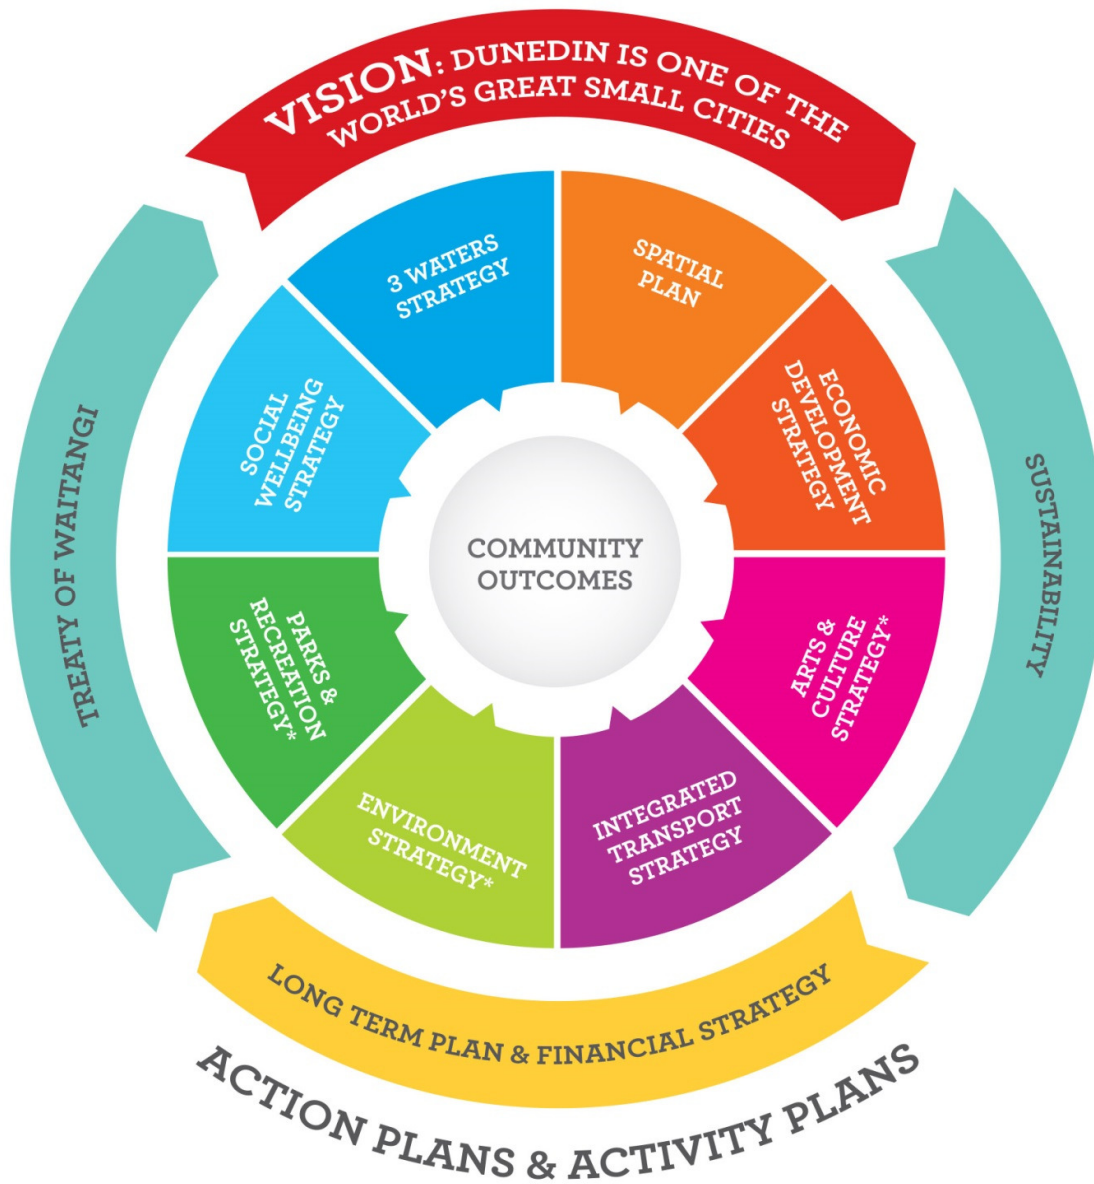 VISION: DUNEDIN IS ONE OF THE
WORLD'S GREAT SMALL CITIES
3 WATERS
STRATEGY
SPATIAL
PLAN
ECONOMIC
DEVELOPMENT
STRATEGY
ARTS &
CULTURE
STRATEGY*
INTEGRATED
TRANSPORT
STRATEGY
ENVIRONMENT
STRATEGY*
PARKS &
RECREATION
STRATEGY*
SOCIAL
WELLBEING
STRATEGY
COMMUNITY
OUTCOMES
TREATY OF WAITANGI
SUSTAINABILITY
LONG TERM PLAN & FINANCIAL STRATEGY
ACTION PLANS & ACTIVITY PLANS